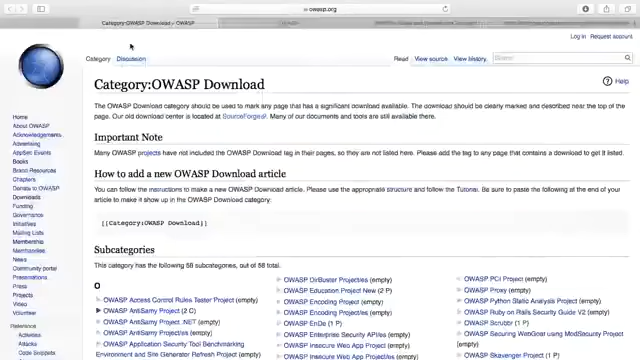 owasp.org
Category:OWASP Download - OWASP
OWASP
Log in Request account
Category Discussion Read View source View history Search
Category:OWASP Download
Help
The OWASP Download category should be used to mark any page that has a significant download available. The download should be clearly marked and described near the top of the
page. Our old download center is located at SourceForge. Many of our documents and tools are still available there.
Important Note
Many OWASP projects have not included the OWASP Download tag in their pages, so they are not listed here. Please add the tag to any page that contains a download to get it listed.
How to add a new OWASP Download article
You can follow the instructions to make a new OWASP Download article. Please use the appropriate structure and follow the Tutorial. Be sure to paste the following at the end of your
article to make it show up in the OWASP Download category:
[[Category:OWASP Download]]
Subcategories
This category has the following 58 subcategories, out of 58 total.
Home
About OWASP
Acknowledgements
Advertising
AppSec Events
Books
Brand Resources
Chapters
Donate to OWASP
Downloads
Funding
Governance
Initiatives
Mailing Lists
Membership
Merchandise
News
Community portal
Presentations
Press
Projects
Video
Volunteer
Reference
Activities
Attacks
Code Snippets
O
OWASP Access Control Rules Tester Project (empty)
OWASP AntiSamy Project (2 C)
OWASP AntiSamy Project .NET (empty)
OWASP Application Security Tool Benchmarking
Environment and Site Generator Refresh Project (empty)
OWASP DirBuster Project/es (empty)
OWASP Education Project New (2 P)
OWASP Encoding Project (empty)
OWASP Encoding Project/es (empty)
OWASP EnDe (1 P)
OWASP Enterprise Security API/es (empty)
OWASP Insecure Web App Project (empty)
OWASP Insecure Web App Project/es (empty)
OWASP PCI Project (empty)
OWASP Proxy (empty)
OWASP Python Static Analysis Project (empty)
OWASP Ruby on Rails Security Guide V2 (empty)
OWASP Scrubbr (1 P)
OWASP Securing WebGoat using ModSecurity
Project (empty)
OWASP Skavenger Project (empty)